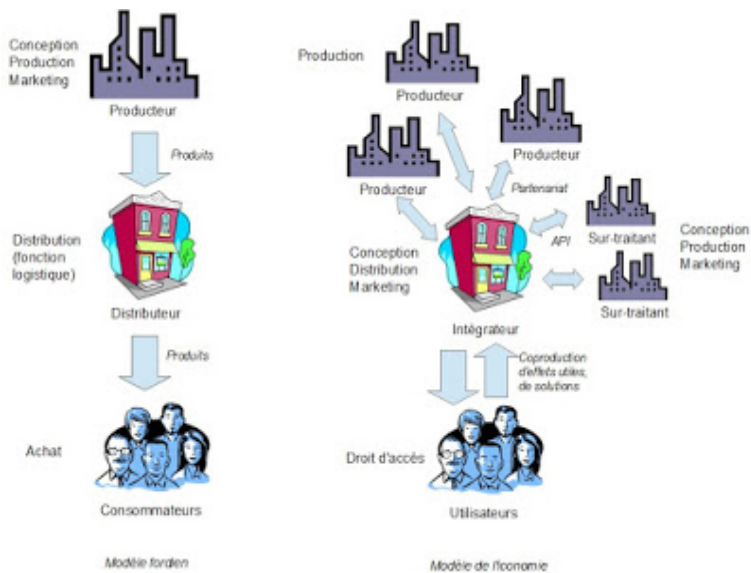 Conception
Production
Marketing
Producteur
Produits
Distribution
(fonction
logistique)
Distributeur
Produits
Achat
Consommateurs
Modèle fordien
Production
Producteur
Producteur
Producteur
Partenariat
API
Sur-traitant
Sur-traitant
Conception
Production
Marketing
Conception
Distribution
Marketing
Intégrateur
Coproduction
d'effets utiles,
de solutions
Droit d'accès
Utilisateurs
Modèle de l'économie